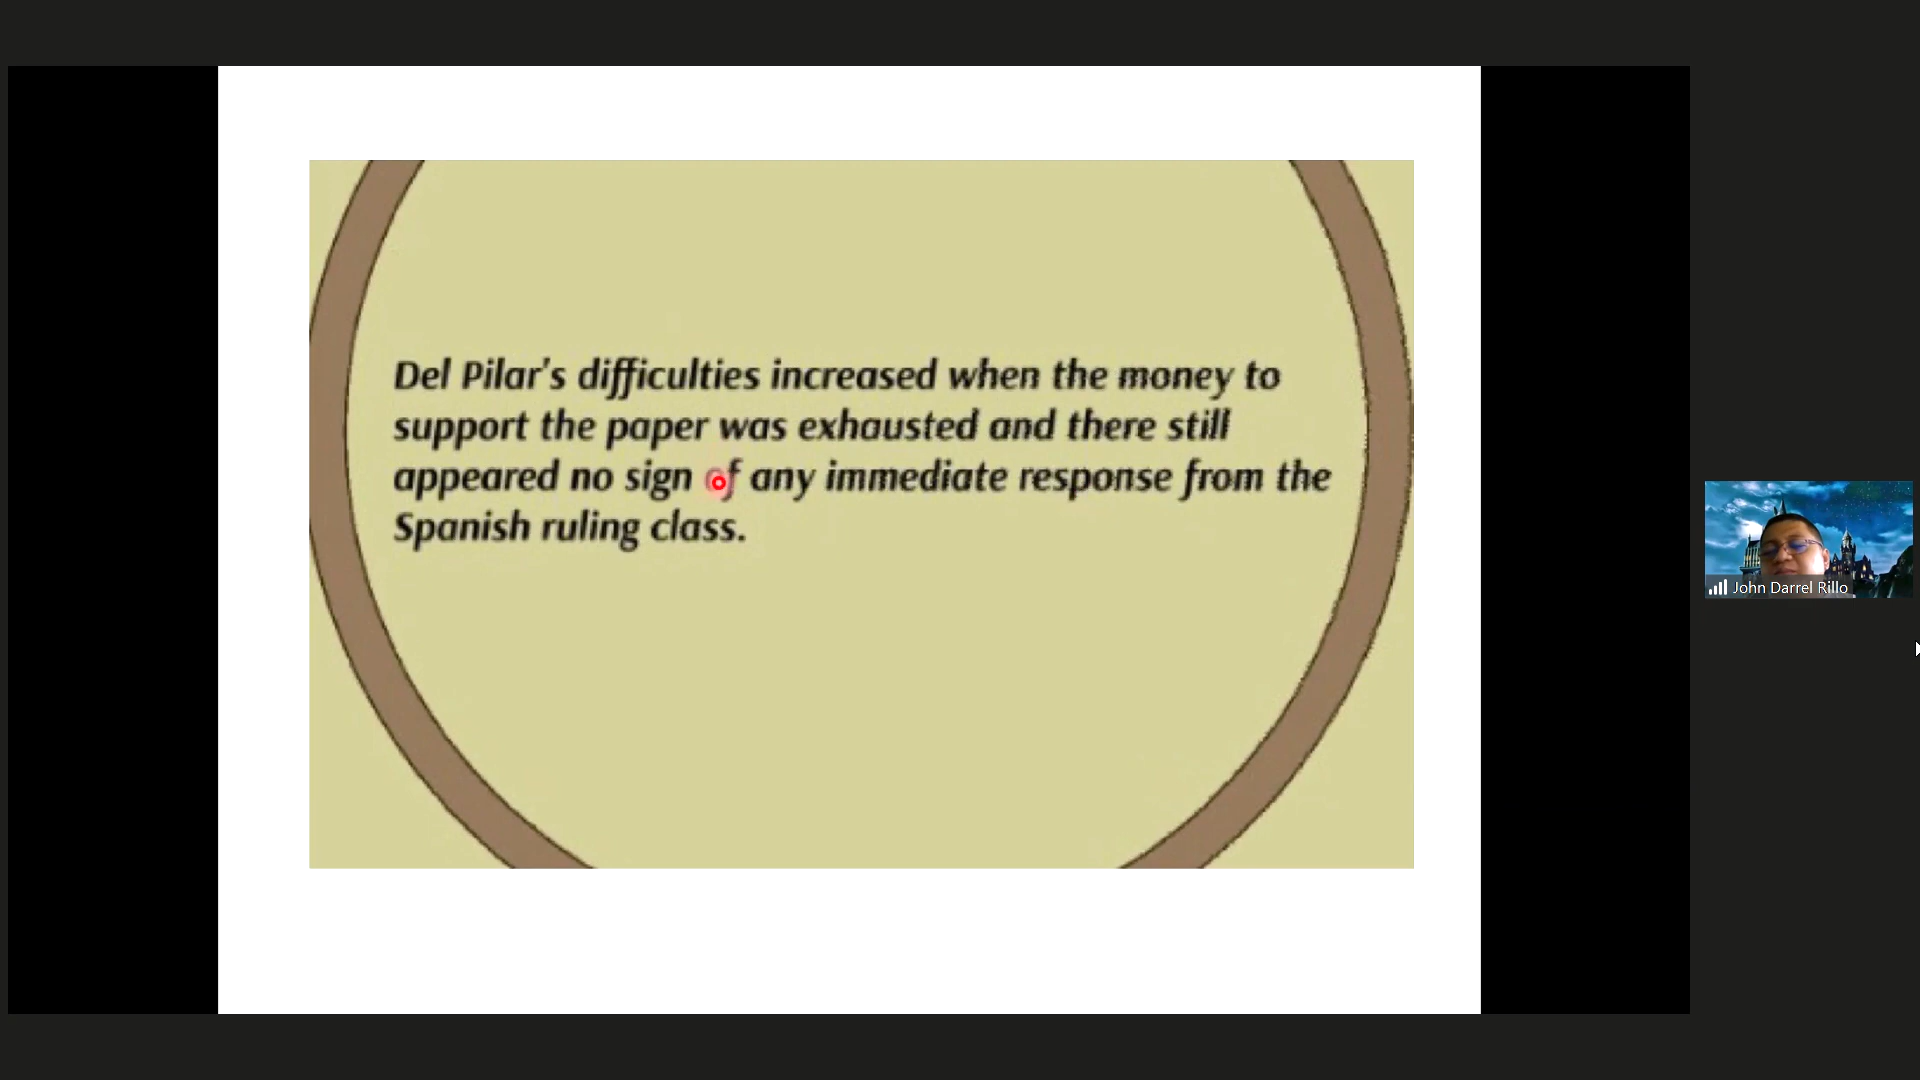 Del Pilar's difficulties increased when the money to
support the paper was exhausted and there still
appeared no sign of any immediate response from the
Spanish ruling class.
John Darrel Rillo